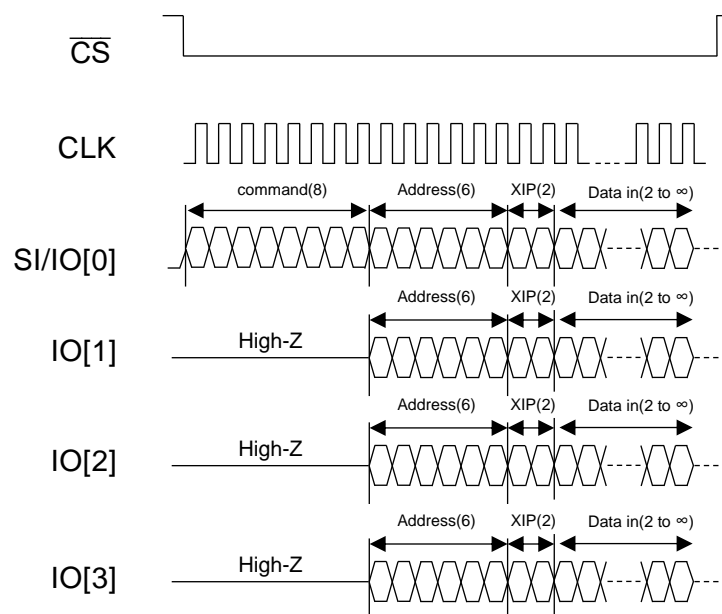 CS
CLK
command(8) Address(6) XIP(2) Data in(2 to ∞)
SI/IO[0]
Address(6) XIP(2) Data in(2 to ∞)
IO[1] High-Z
Address(6) XIP(2) Data in(2 to ∞)
IO[2] High-Z
Address(6) XIP(2) Data in(2 to ∞)
IO[3] High-Z